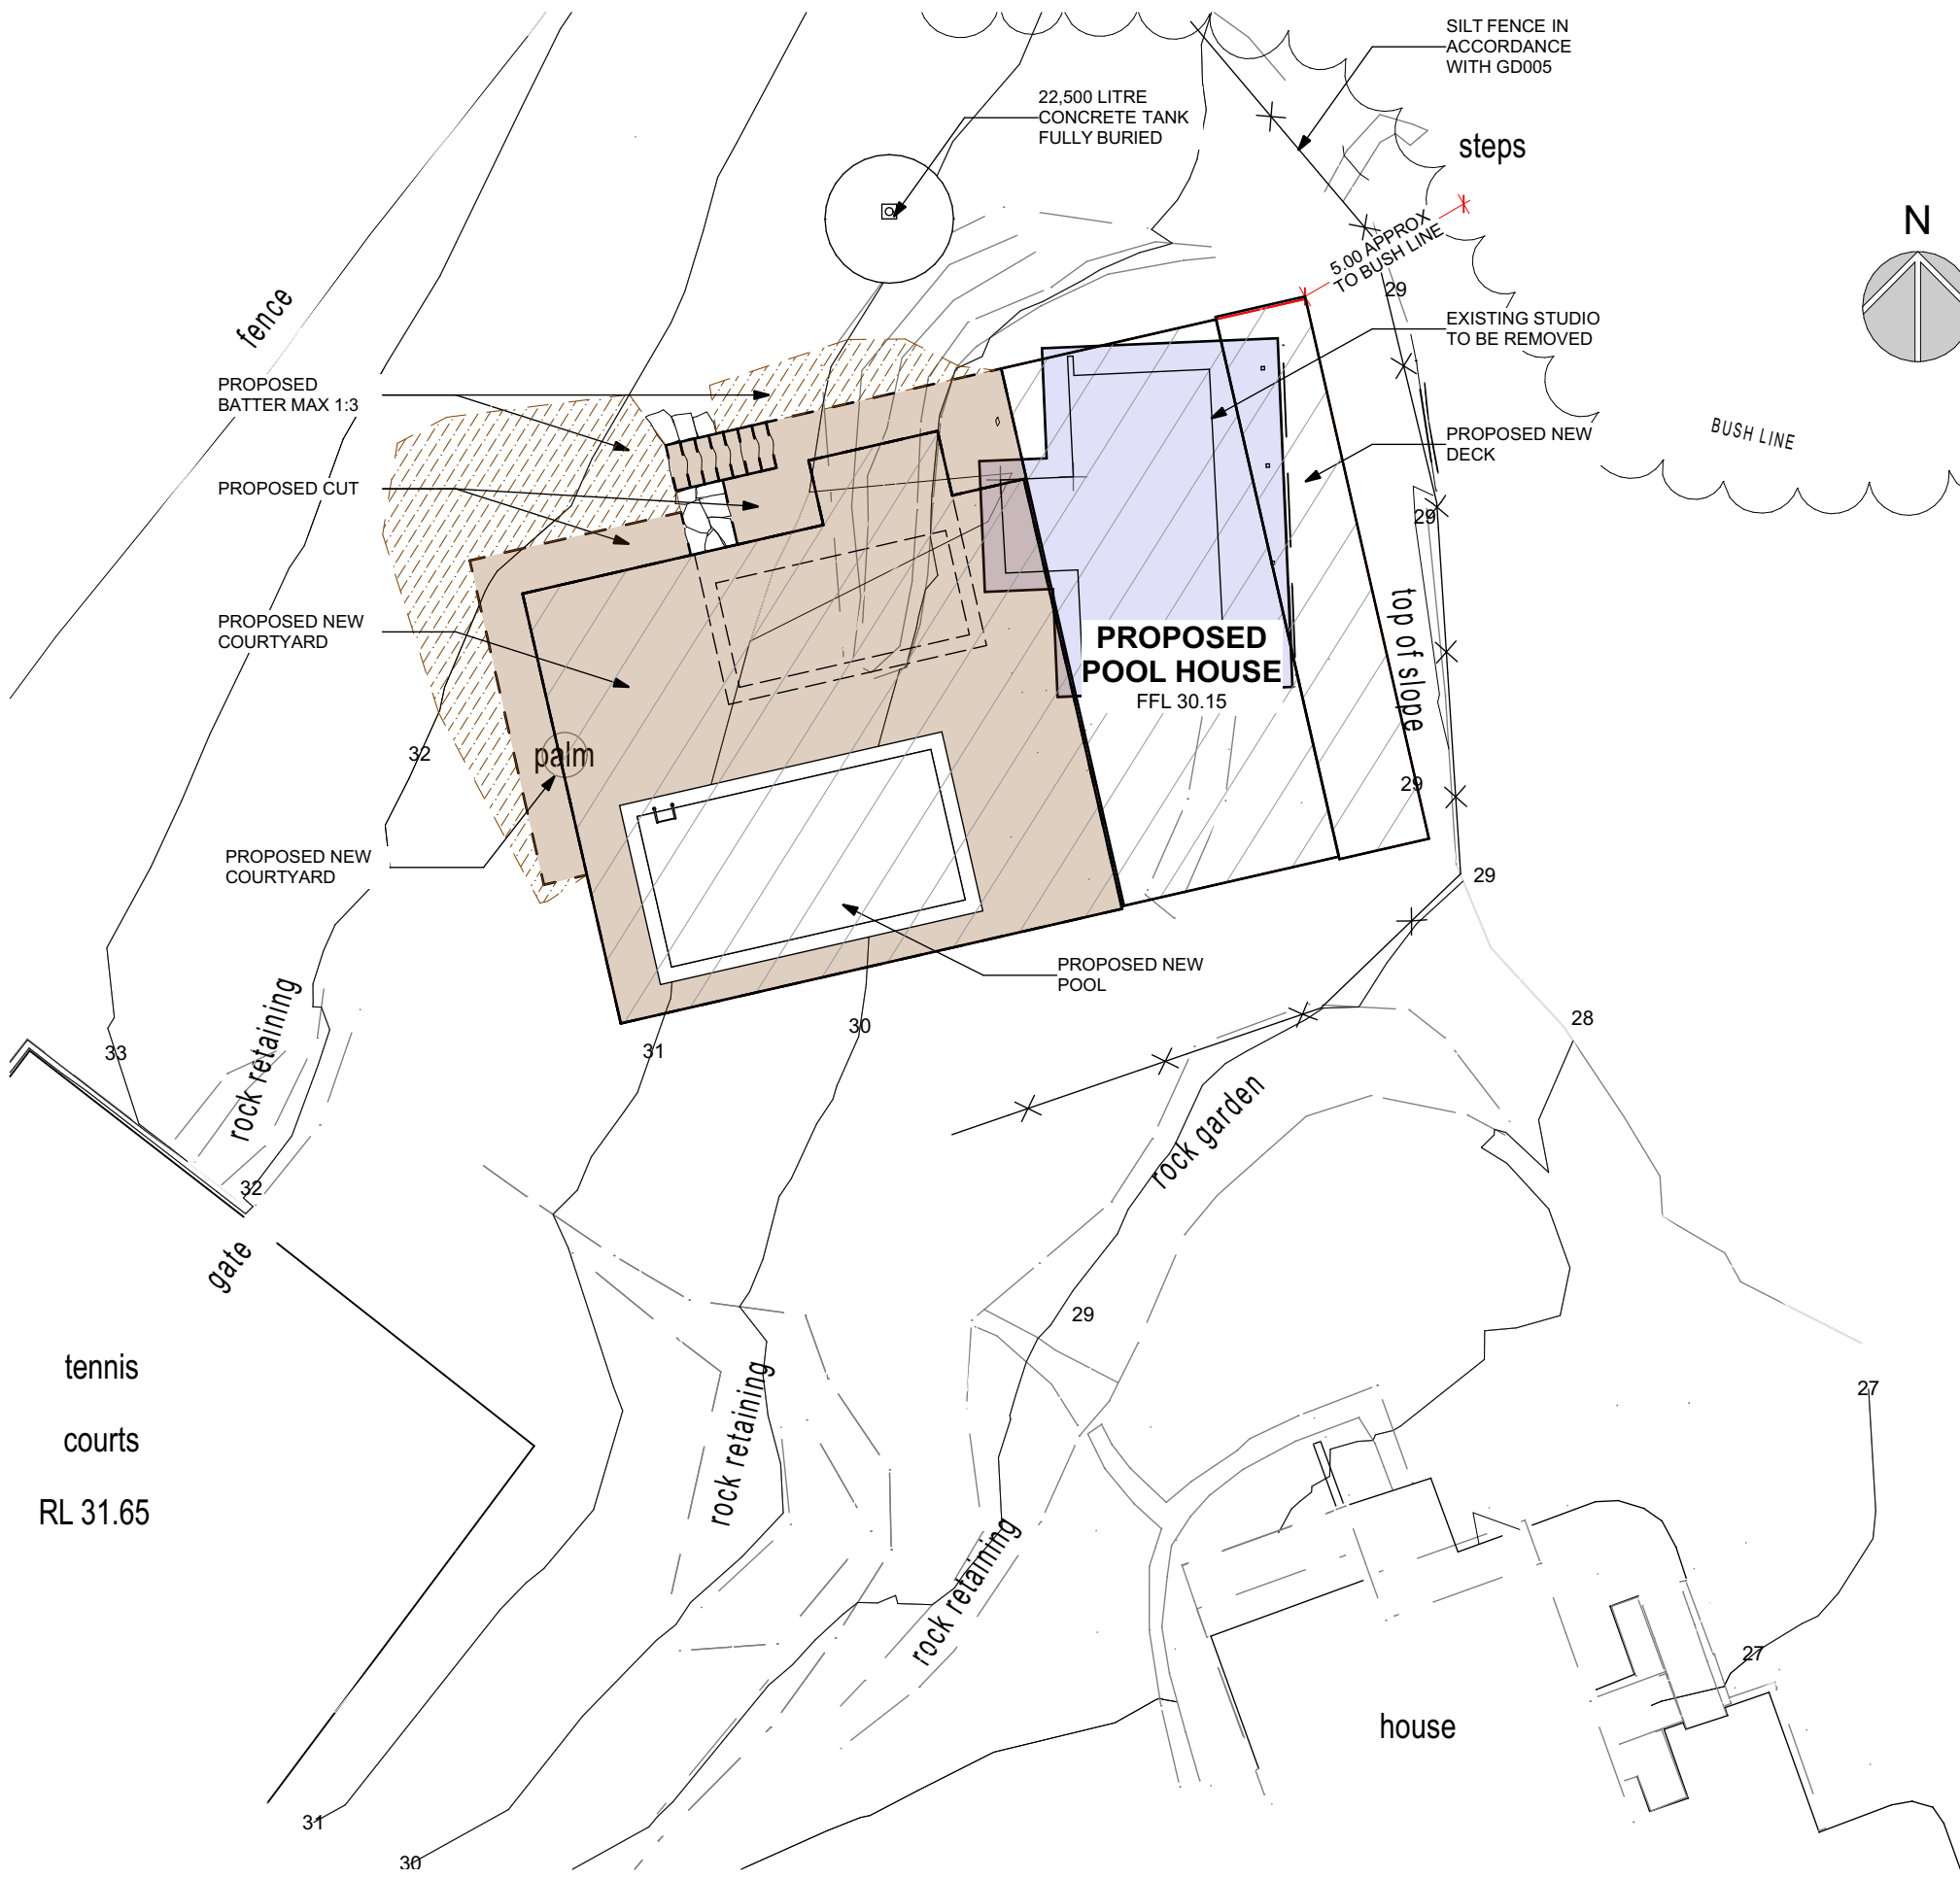 SILT FENCE IN
ACCORDANCE
WITH GD005
22,500 LITRE
CONCRETE TANK
FULLY BURIED
steps
N
5.00 APPROX
TO BUSH LINE
29
fence
EXISTING STUDIO
TO BE REMOVED
PROPOSED
BATTER MAX 1:3
BUSH LINE
PROPOSED NEW
DECK
PROPOSED CUT
29
PROPOSED NEW
COURTYARD
top of slope
PROPOSED
POOL HOUSE
FFL 30.15
32
palm
29
PROPOSED NEW
COURTYARD
29
PROPOSED NEW
POOL
28
30
31
33
rock retaining
rock garden
32
gate
29
tennis
courts
RL 31.65
27
rock retaining
rock retaining
27
house
31
30